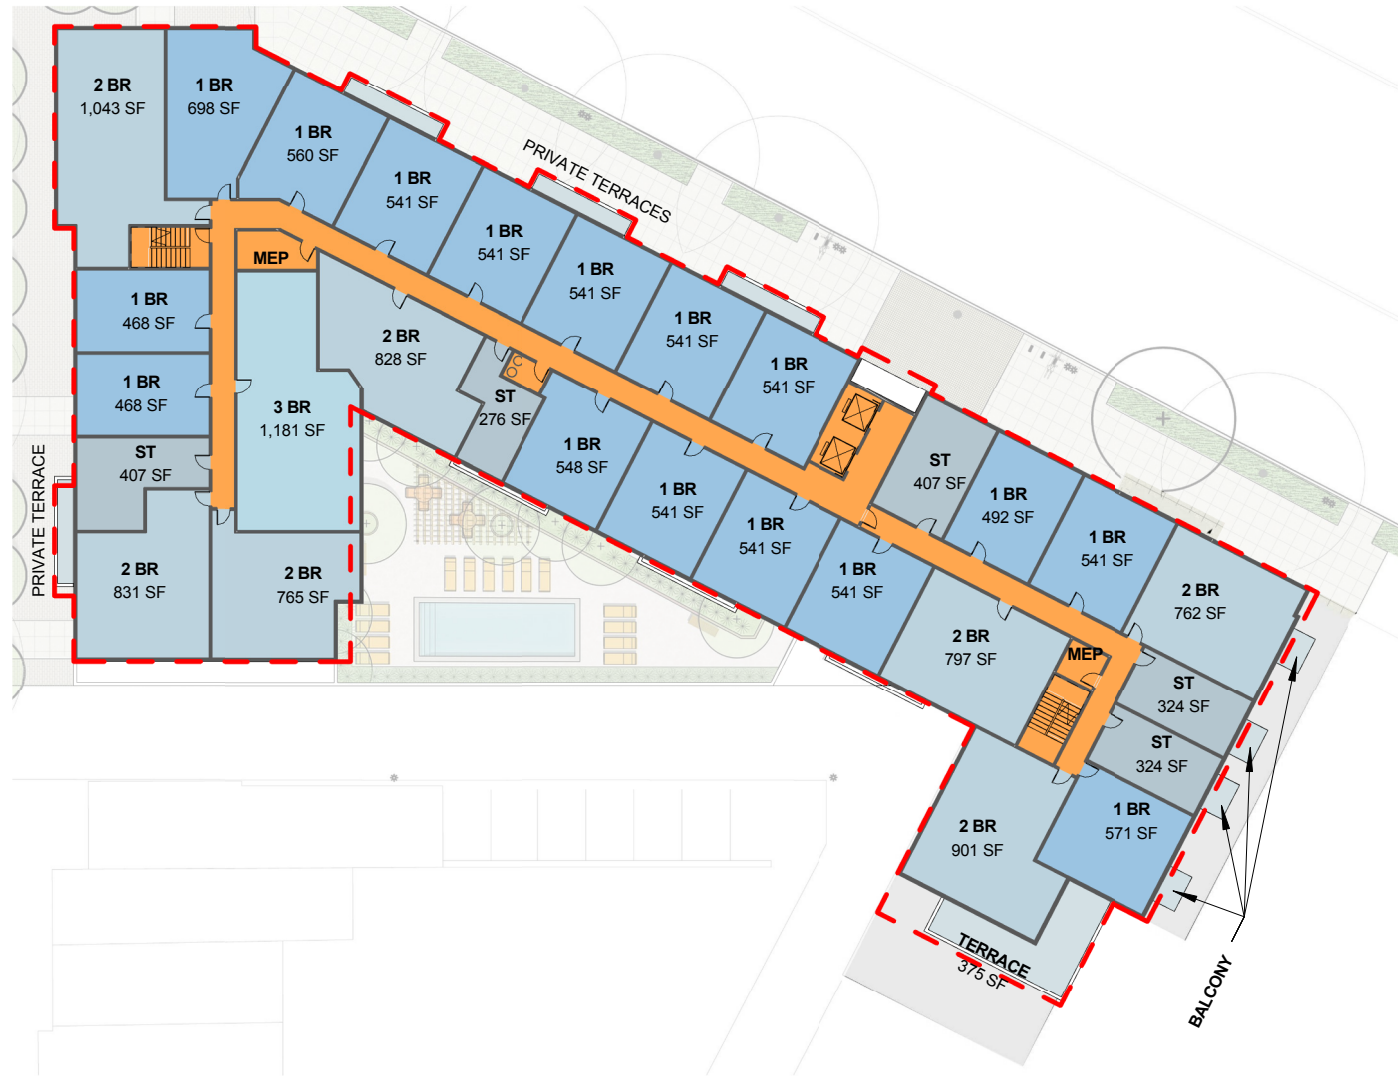 2 BR
1,043 SF
1 BR
698 SF
1 BR
560 SF
1 BR
541 SF
1 BR
541 SF
1 BR
541 SF
1 BR
541 SF
1 BR
541 SF
PRIVATE TERRACES
MEP
1 BR
468 SF
1 BR
468 SF
ST
407 SF
PRIVATE TERRACE
2 BR
831 SF
2 BR
765 SF
3 BR
1,181 SF
2 BR
828 SF
ST
276 SF
1 BR
548 SF
1 BR
541 SF
1 BR
541 SF
1 BR
541 SF
ST
407 SF
1 BR
492 SF
1 BR
541 SF
2 BR
762 SF
2 BR
797 SF
MEP
ST
324 SF
ST
324 SF
1 BR
571 SF
2 BR
901 SF
TERRACE
375 SF
BALCONY